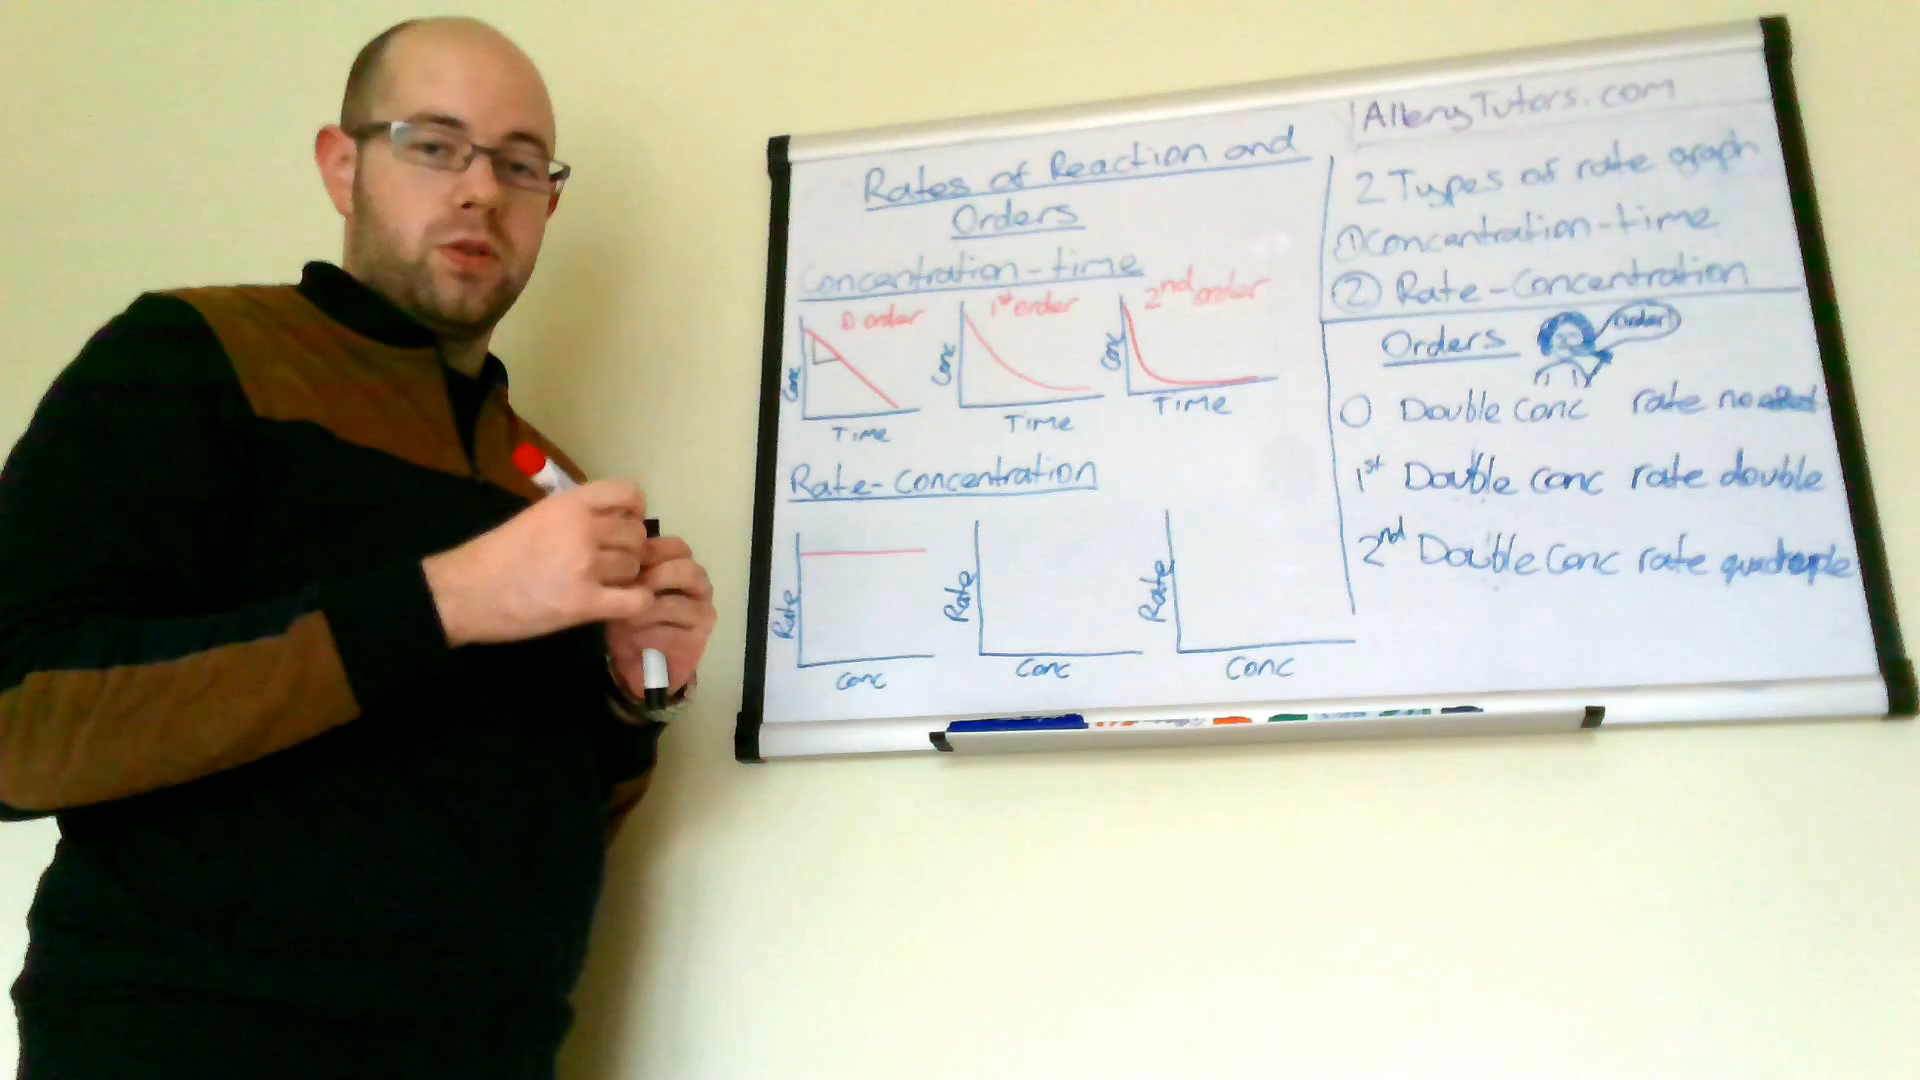 AlleryTutors.com
Rates of Reaction and
Orders
Concentration-time
0 order
1st order
2nd order
Conc
Conc
Conc
Time
Time
Time
Rate-Concentration
Rate
Rate
Rate
Conc
Conc
Conc
2 Types of rate graph
① Concentration-time
② Rate-Concentration
Orders
Order!
0 Double Conc rate no effect
1st Double conc rate double
2nd Double Conc rate